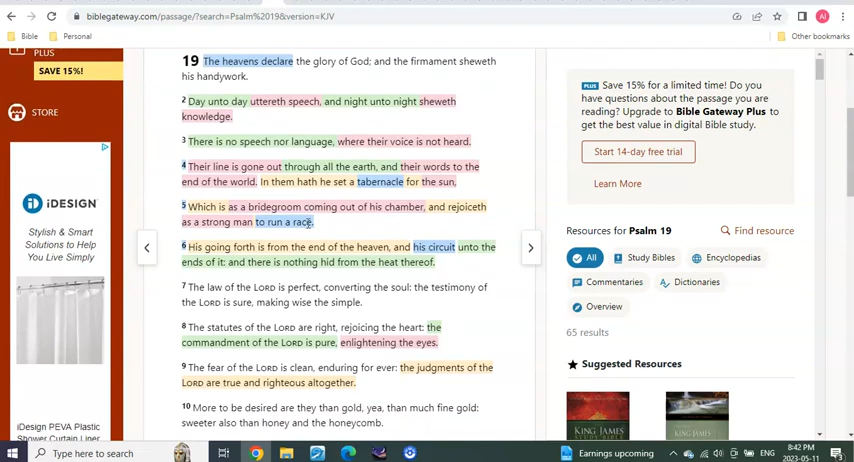 biblegateway.com/passage/?search=Psalm%2019&version=KJV
AI
Bible
Personal
Other bookmarks
PLUS
SAVE 15%!
STORE
iDESIGN
Stylish & Smart
Solutions to Help
You Live Simply
iDesign PEVA Plastic
Shower Curtain Liner
19 The heavens declare the glory of God; and the firmament sheweth
his handywork.
2 Day unto day uttereth speech, and night unto night sheweth
knowledge.
3 There is no speech nor language, where their voice is not heard.
4 Their line is gone out through all the earth, and their words to the
end of the world. In them hath he set a tabernacle for the sun,
5 Which is as a bridegroom coming out of his chamber, and rejoiceth
as a strong man to run a race.
6 His going forth is from the end of the heaven, and his circuit unto the
ends of it: and there is nothing hid from the heat thereof.
7 The law of the LORD is perfect, converting the soul: the testimony of
the LORD is sure, making wise the simple.
8 The statutes of the LORD are right, rejoicing the heart: the
commandment of the LORD is pure, enlightening the eyes.
9 The fear of the LORD is clean, enduring for ever: the judgments of the
LORD are true and righteous altogether.
10 More to be desired are they than gold, yea, than much fine gold:
sweeter also than honey and the honeycomb.
PLUS Save 15% for a limited time! Do you
have questions about the passage you are
reading? Upgrade to Bible Gateway Plus to
get the best value in digital Bible study.
Start 14-day free trial
Learn More
Resources for Psalm 19
Find resource
All
Study Bibles
Encyclopedias
Commentaries
Dictionaries
Overview
65 results
Suggested Resources
KING JAMES
STUDY BIBLE
KING JAMES
Type here to search
Earnings upcoming
ENG
8:42 PM
2023-05-11
3